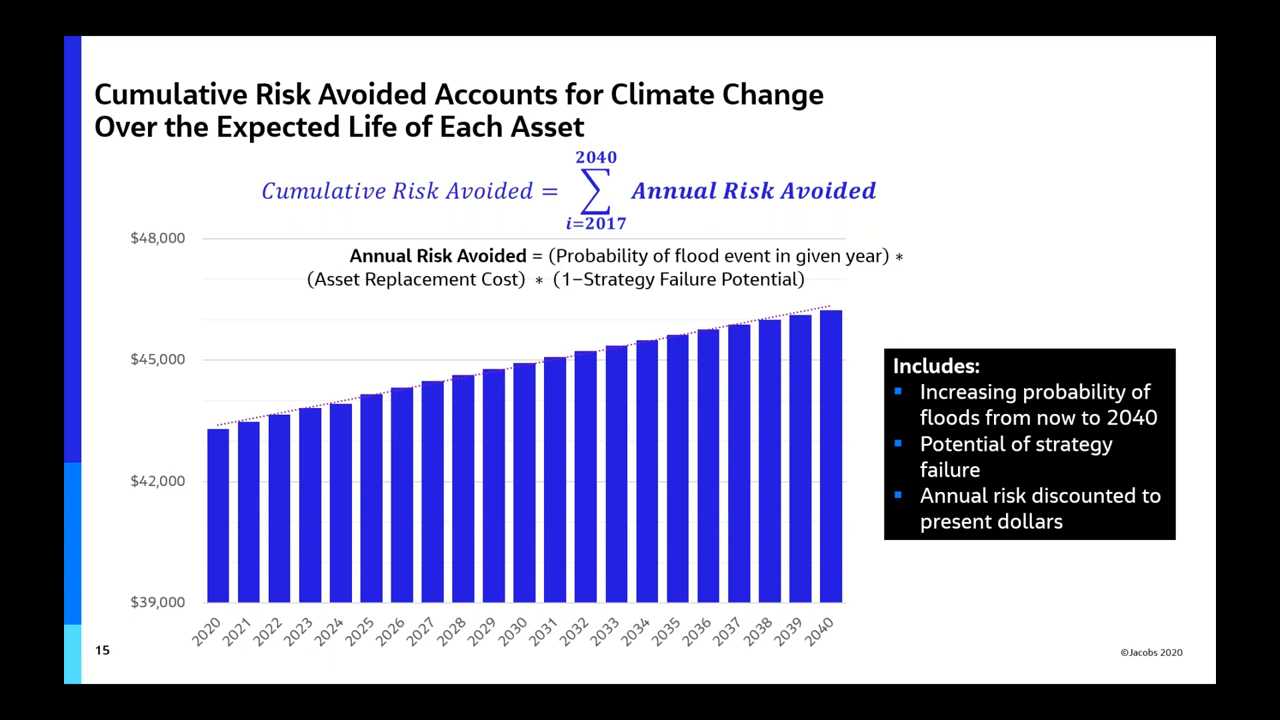 Cumulative Risk Avoided Accounts for Climate Change
Over the Expected Life of Each Asset
2040
Cumulative Risk Avoided = ∑ Annual Risk Avoided
i=2017
$48,000
Annual Risk Avoided = (Probability of flood event in given year) *
(Asset Replacement Cost) * (1−Strategy Failure Potential)
$45,000
$42,000
$39,000
2020
2021
2022
2023
2024
2025
2026
2027
2028
2029
2030
2031
2032
2033
2034
2035
2036
2037
2038
2039
2040
Includes:
▪ Increasing probability of
floods from now to 2040
▪ Potential of strategy
failure
▪ Annual risk discounted to
present dollars
15
©Jacobs 2020